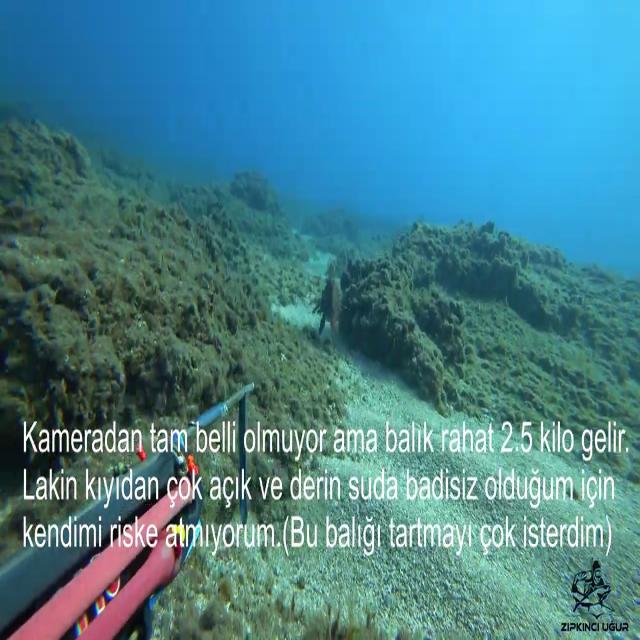 Kameradan tam belli olmuyor ama balık rahat 2.5 kilo gelir.
Lakin kıyıdan çok açık ve derin suda badisiz olduğum için
kendimi riske atmıyorum.(Bu balığı tartmayı çok isterdim)
ZIPKINCI UĞUR